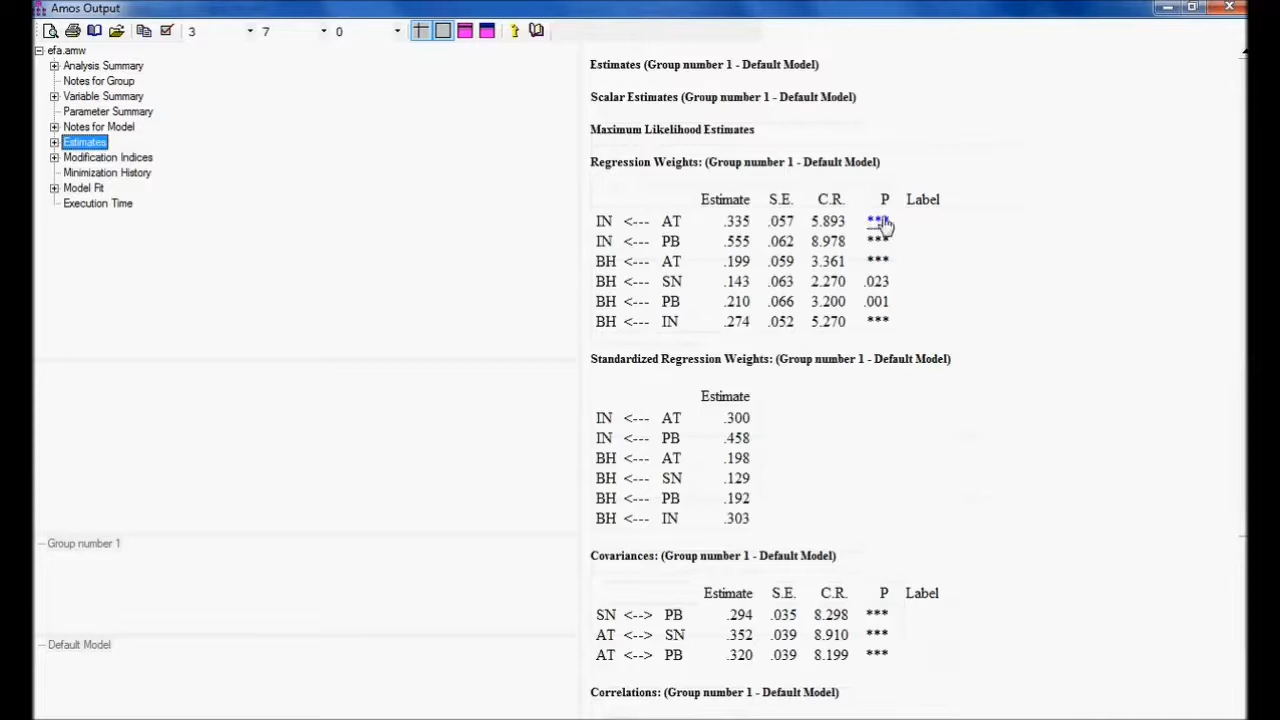 Amos Output
3 7 0
efa.amw
Analysis Summary
Notes for Group
Variable Summary
Parameter Summary
Notes for Model
Estimates
Modification Indices
Minimization History
Model Fit
Execution Time
Group number 1
Default Model
Estimates (Group number 1 - Default Model)
Scalar Estimates (Group number 1 - Default Model)
Maximum Likelihood Estimates
Regression Weights: (Group number 1 - Default Model)
Estimate S.E. C.R. P Label
IN <--- AT .335 .057 5.893 ***
IN <--- PB .555 .062 8.978 ***
BH <--- AT .199 .059 3.361 ***
BH <--- SN .143 .063 2.270 .023
BH <--- PB .210 .066 3.200 .001
BH <--- IN .274 .052 5.270 ***
Standardized Regression Weights: (Group number 1 - Default Model)
Estimate
IN <--- AT .300
IN <--- PB .458
BH <--- AT .198
BH <--- SN .129
BH <--- PB .192
BH <--- IN .303
Covariances: (Group number 1 - Default Model)
Estimate S.E. C.R. P Label
SN <--> PB .294 .035 8.298 ***
AT <--> SN .352 .039 8.910 ***
AT <--> PB .320 .039 8.199 ***
Correlations: (Group number 1 - Default Model)